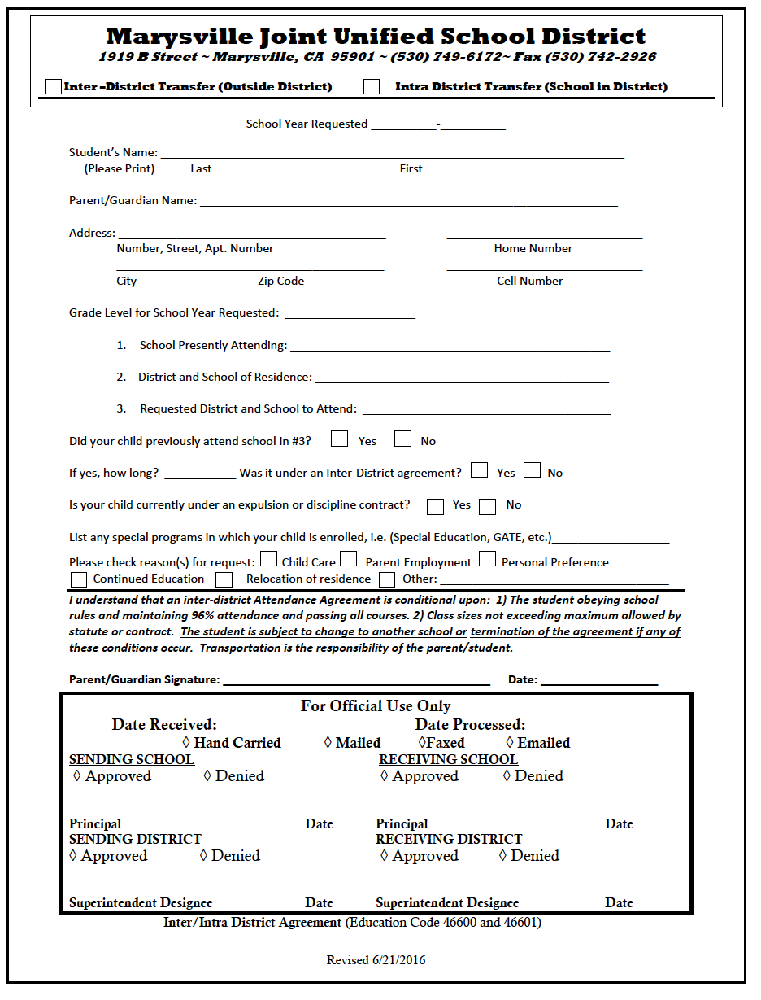 Marysville Joint Unified School District
1919 B Street ~ Marysville, CA 95901 ~ (530) 749-6172~ Fax (530) 742-2926
Inter –District Transfer (Outside District) Intra District Transfer (School in District)
School Year Requested __________-__________
Student’s Name: ______________________________
(Please Print) Last First
Parent/Guardian Name: ______________________________
Address: ______________________________ ______________________________
Number, Street, Apt. Number Home Number
______________________________ ______________________________
City Zip Code Cell Number
Grade Level for School Year Requested: ____________________
1. School Presently Attending: ______________________________
2. District and School of Residence: ______________________________
3. Requested District and School to Attend: ______________________________
Did your child previously attend school in #3? Yes No
If yes, how long? ___________ Was it under an Inter-District agreement? Yes No
Is your child currently under an expulsion or discipline contract? Yes No
List any special programs in which your child is enrolled, i.e. (Special Education, GATE, etc.)__________________
Please check reason(s) for request: Child Care Parent Employment Personal Preference
Continued Education Relocation of residence Other: ______________________________
I understand that an inter-district Attendance Agreement is conditional upon: 1) The student obeying school
rules and maintaining 96% attendance and passing all courses. 2) Class sizes not exceeding maximum allowed by
statute or contract. The student is subject to change to another school or termination of the agreement if any of
these conditions occur. Transportation is the responsibility of the parent/student.
Parent/Guardian Signature: ______________________________ Date: __________________
For Official Use Only
Date Received: ______________ Date Processed: _____________
◊ Hand Carried ◊ Mailed ◊Faxed ◊ Emailed
SENDING SCHOOL RECEIVING SCHOOL
◊ Approved ◊ Denied ◊ Approved ◊ Denied
______________________________ ______________________________
Principal Date Principal Date
SENDING DISTRICT RECEIVING DISTRICT
◊ Approved ◊ Denied ◊ Approved ◊ Denied
______________________________ ______________________________
Superintendent Designee Date Superintendent Designee Date
Inter/Intra District Agreement (Education Code 46600 and 46601)
Revised 6/21/2016